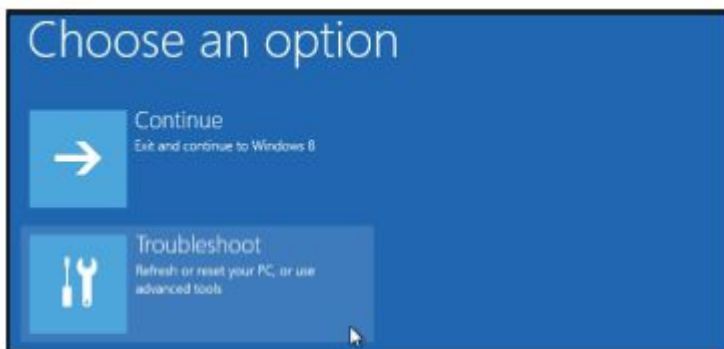 Choose an option
Continue
Exit and continue to Windows 8
Troubleshoot
Refresh or reset your PC, or use
advanced tools